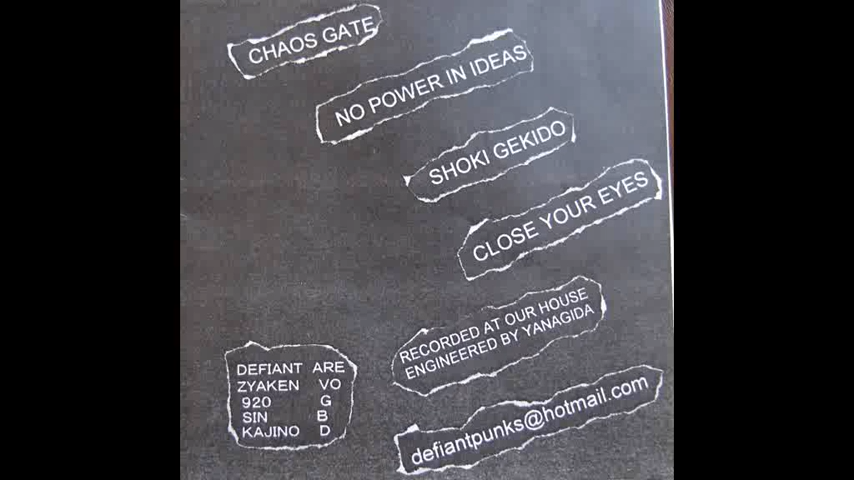 CHAOS GATE
NO POWER IN IDEAS
SHOKI GEKIDO
CLOSE YOUR EYES
RECORDED AT OUR HOUSE
ENGINEERED BY YANAGIDA
DEFIANT ARE
ZYAKEN VO
920 G
SIN B
KAJINO D
defiantpunks@hotmail.com